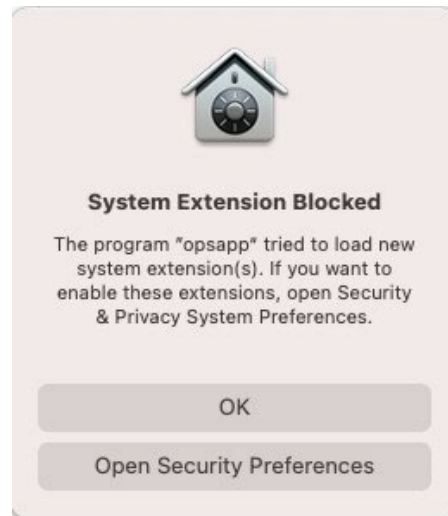 System Extension Blocked
The program "opsapp" tried to load new
system extension(s). If you want to
enable these extensions, open Security
& Privacy System Preferences.
OK
Open Security Preferences